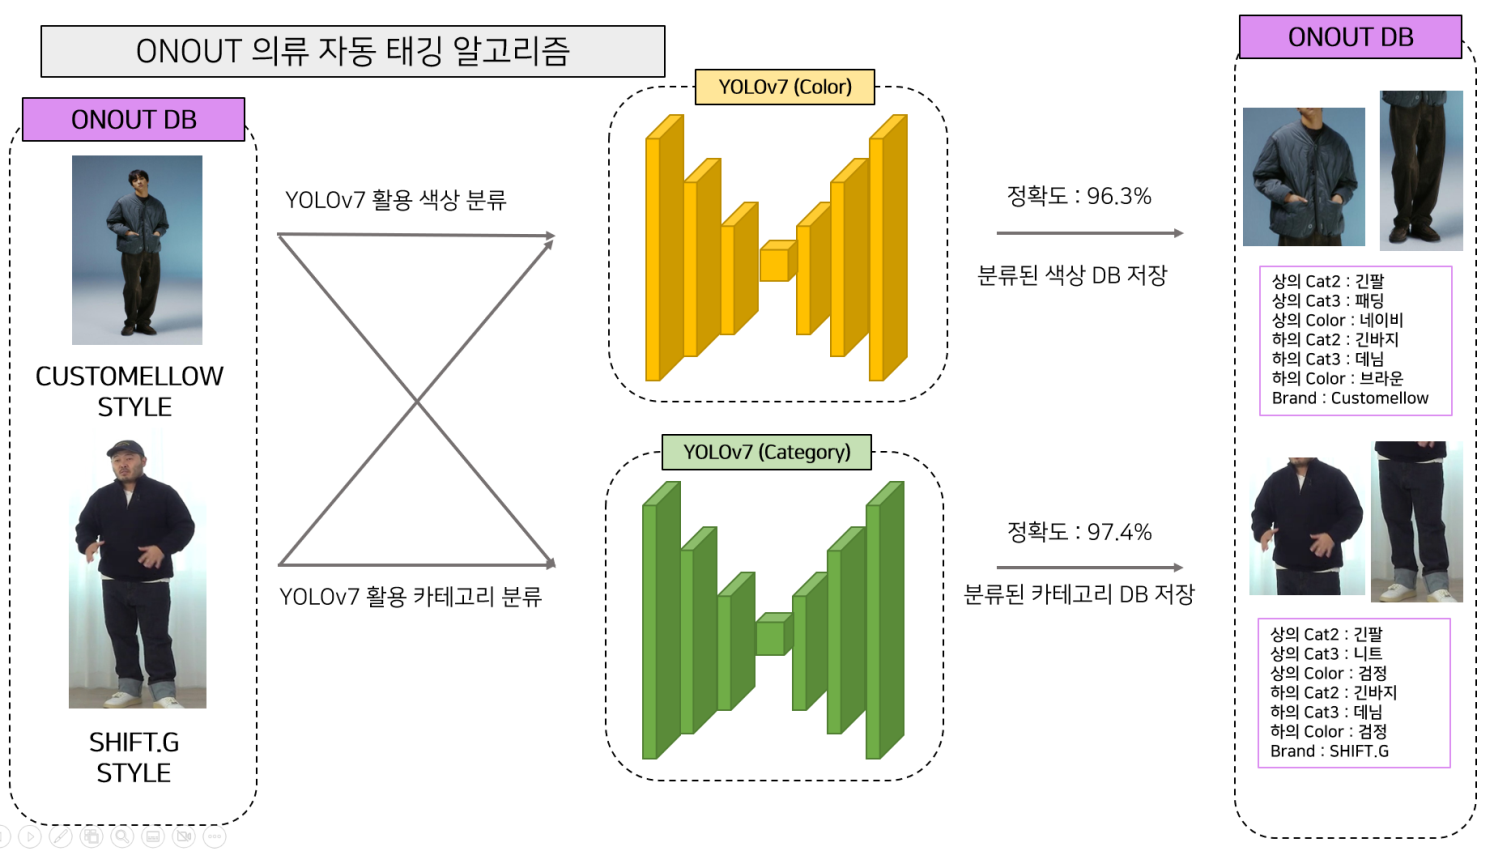 ONOUT 의류 자동 태깅 알고리즘
ONOUT DB
CUSTOMELLOW
STYLE
SHIFT.G
STYLE
YOLOv7 활용 색상 분류
YOLOv7 활용 카테고리 분류
YOLOv7 (Color)
YOLOv7 (Category)
정확도 : 96.3%
분류된 색상 DB 저장
정확도 : 97.4%
분류된 카테고리 DB 저장
ONOUT DB
상의 Cat2 : 긴팔
상의 Cat3 : 패딩
상의 Color : 네이비
하의 Cat2 : 긴바지
하의 Cat3 : 데님
하의 Color : 브라운
Brand : Customellow
상의 Cat2 : 긴팔
상의 Cat3 : 니트
상의 Color : 검정
하의 Cat2 : 긴바지
하의 Cat3 : 데님
하의 Color : 검정
Brand : SHIFT.G